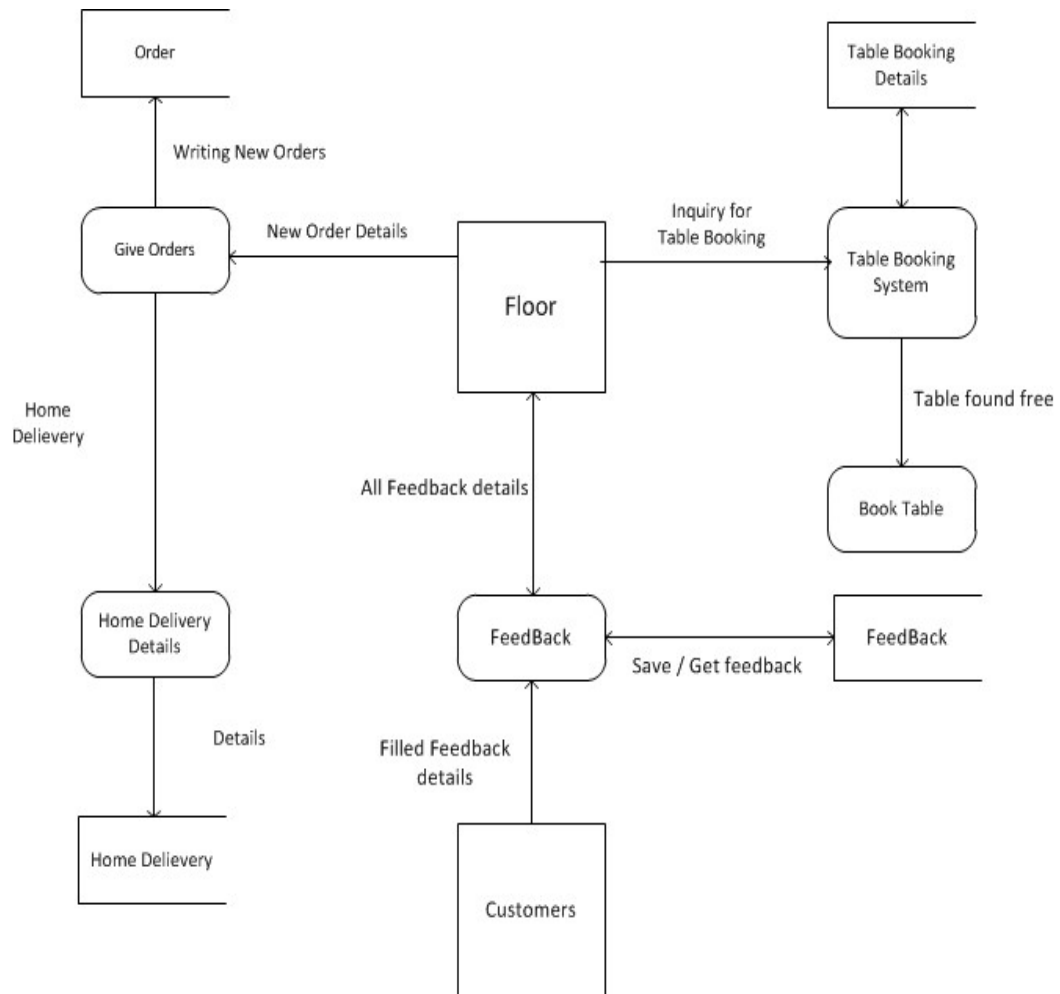 Order
Table Booking
Details
Writing New Orders
Give Orders
New Order Details
Inquiry for
Table Booking
Floor
Table Booking
System
Home
Delievery
Table found free
All Feedback details
Book Table
Home Delivery
Details
FeedBack
FeedBack
Save / Get feedback
Details
Filled Feedback
details
Home Delievery
Customers